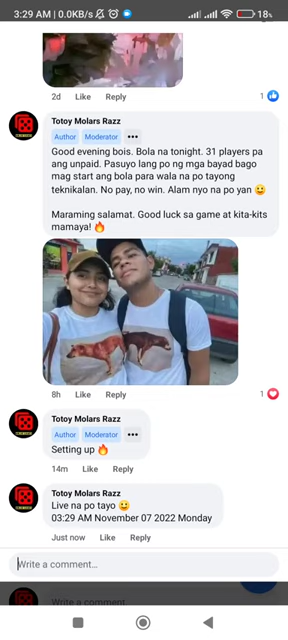 3:29 AM | 0.0KB/s
18%
2d Like Reply 1
Totoy Molars Razz
Author Moderator
Good evening bois. Bola na tonight. 31 players pa
ang unpaid. Pasuyo lang po ng mga bayad bago
mag start ang bola para wala na po tayong
teknikalan. No pay, no win. Alam nyo na po yan 😃
Maraming salamat. Good luck sa game at kita-kits
mamaya! 🔥
8h Like Reply 1
Totoy Molars Razz
Author Moderator
Setting up 🔥
14m Like Reply
Totoy Molars Razz
Live na po tayo 😃
03:29 AM November 07 2022 Monday
Just now Like Reply
Write a comment...
Write a comment...